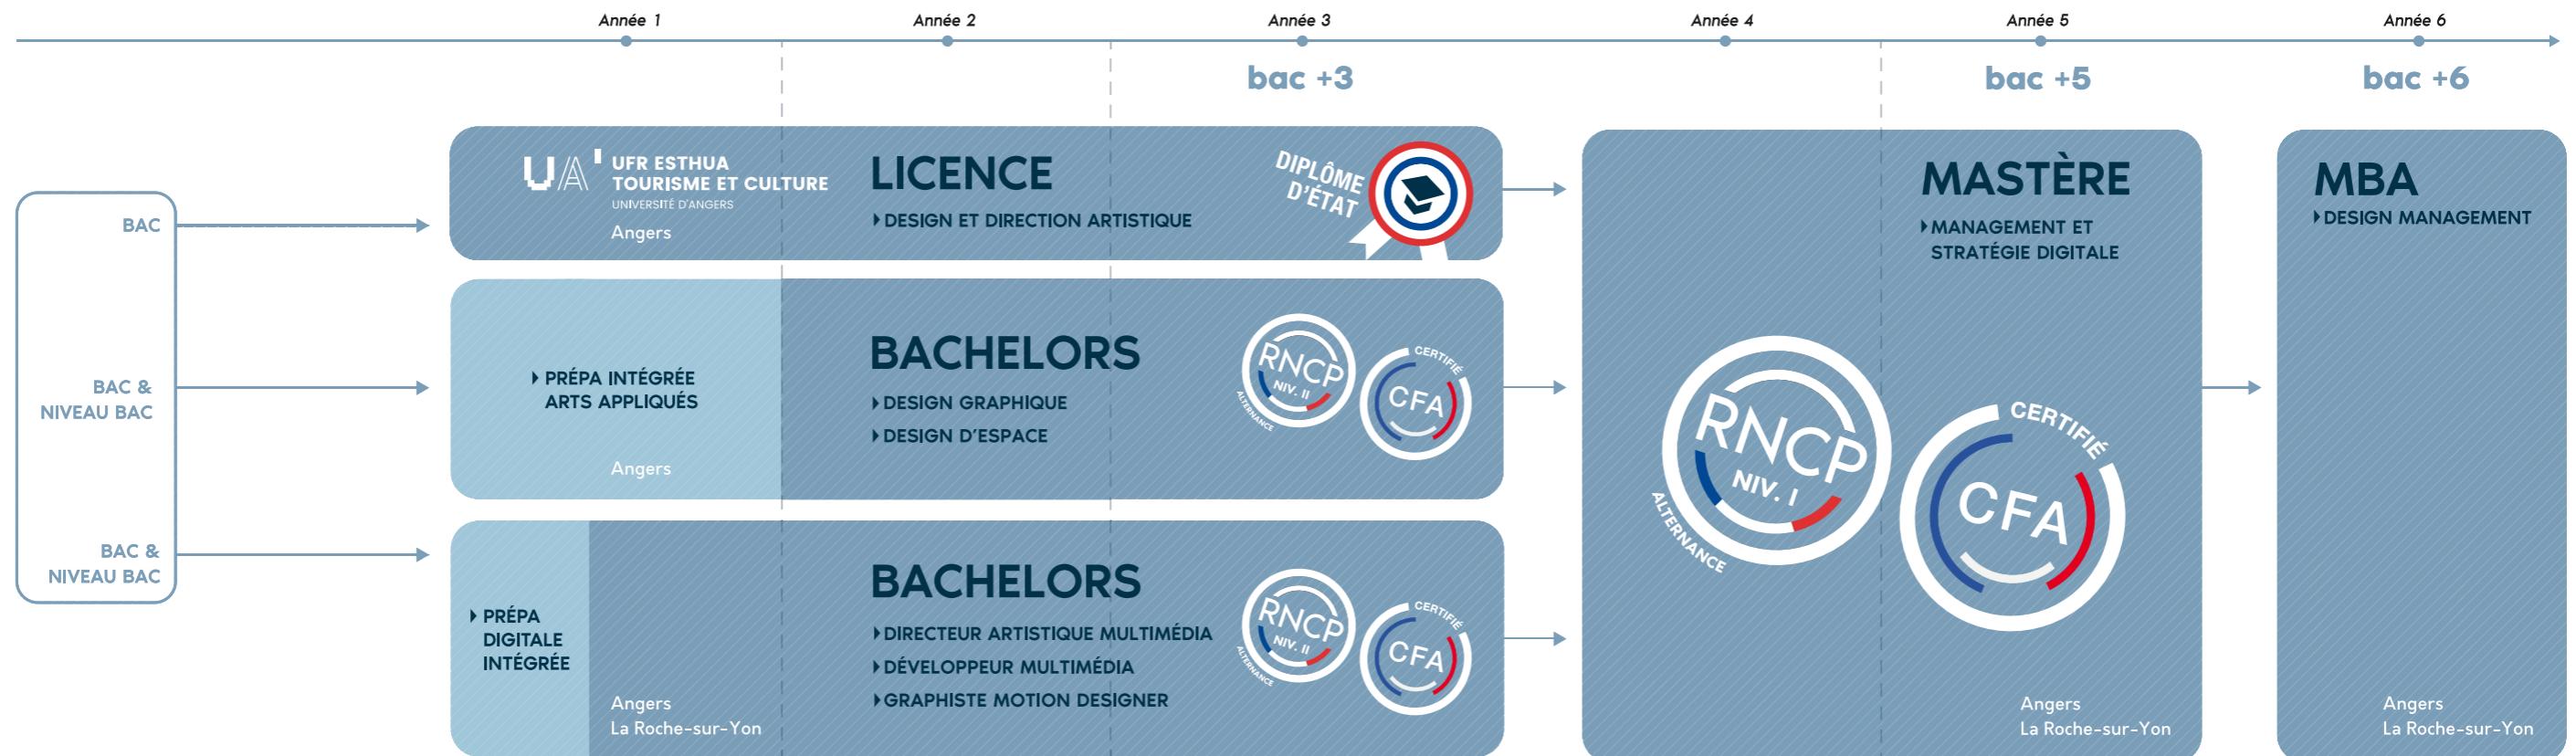 Année 1
Année 2
Année 3
Année 4
Année 5
Année 6
bac +3
bac +5
bac +6
BAC
BAC &
NIVEAU BAC
BAC &
NIVEAU BAC
UA'
UFR ESTHUA
TOURISME ET CULTURE
UNIVERSITÉ D'ANGERS
Angers
LICENCE
DESIGN ET DIRECTION ARTISTIQUE
DIPLÔME
D'ÉTAT
PRÉPA INTÉGRÉE
ARTS APPLIQUÉS
Angers
BACHELORS
DESIGN GRAPHIQUE
DESIGN D'ESPACE
RNCP
NIV. II
ALTERNANCE
CERTIFIÉ
CFA
PRÉPA
DIGITALE
INTÉGRÉE
Angers
La Roche-sur-Yon
BACHELORS
DIRECTEUR ARTISTIQUE MULTIMÉDIA
DÉVELOPPEUR MULTIMÉDIA
GRAPHISTE MOTION DESIGNER
RNCP
NIV. II
ALTERNANCE
CERTIFIÉ
CFA
MASTÈRE
MANAGEMENT ET
STRATÉGIE DIGITALE
RNCP
NIV. I
ALTERNANCE
CERTIFIÉ
CFA
Angers
La Roche-sur-Yon
MBA
DESIGN MANAGEMENT
Angers
La Roche-sur-Yon